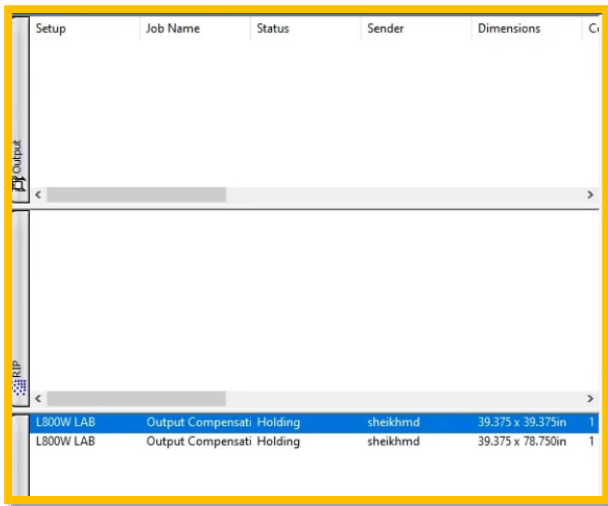 Setup Job Name Status Sender Dimensions
Output
RIP
L800W LAB Output Compensati Holding sheikhmd 39.375 x 39.375in 1
L800W LAB Output Compensati Holding sheikhmd 39.375 x 78.750in 1